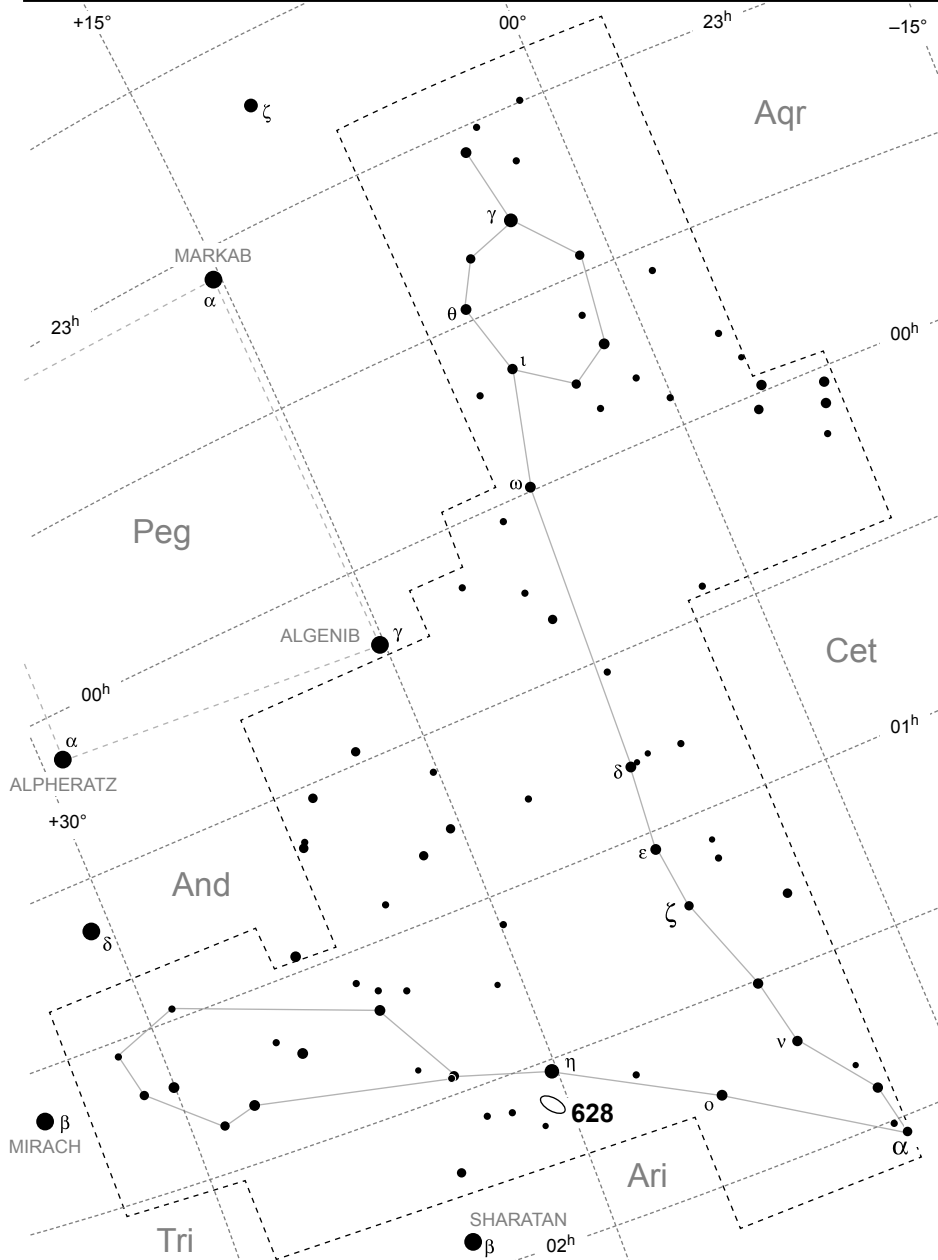 +15°
00°
23h
–15°
ζ
Aqr
γ
MARKAB
α
θ
23h
ι
00h
ω
Peg
ALGENIB γ
Cet
00h
α
ALPHERATZ
01h
δ
+30°
ε
And
ζ
δ
ν
η
ο
628
β
MIRACH
α
Ari
SHARATAN
Tri
β
02h